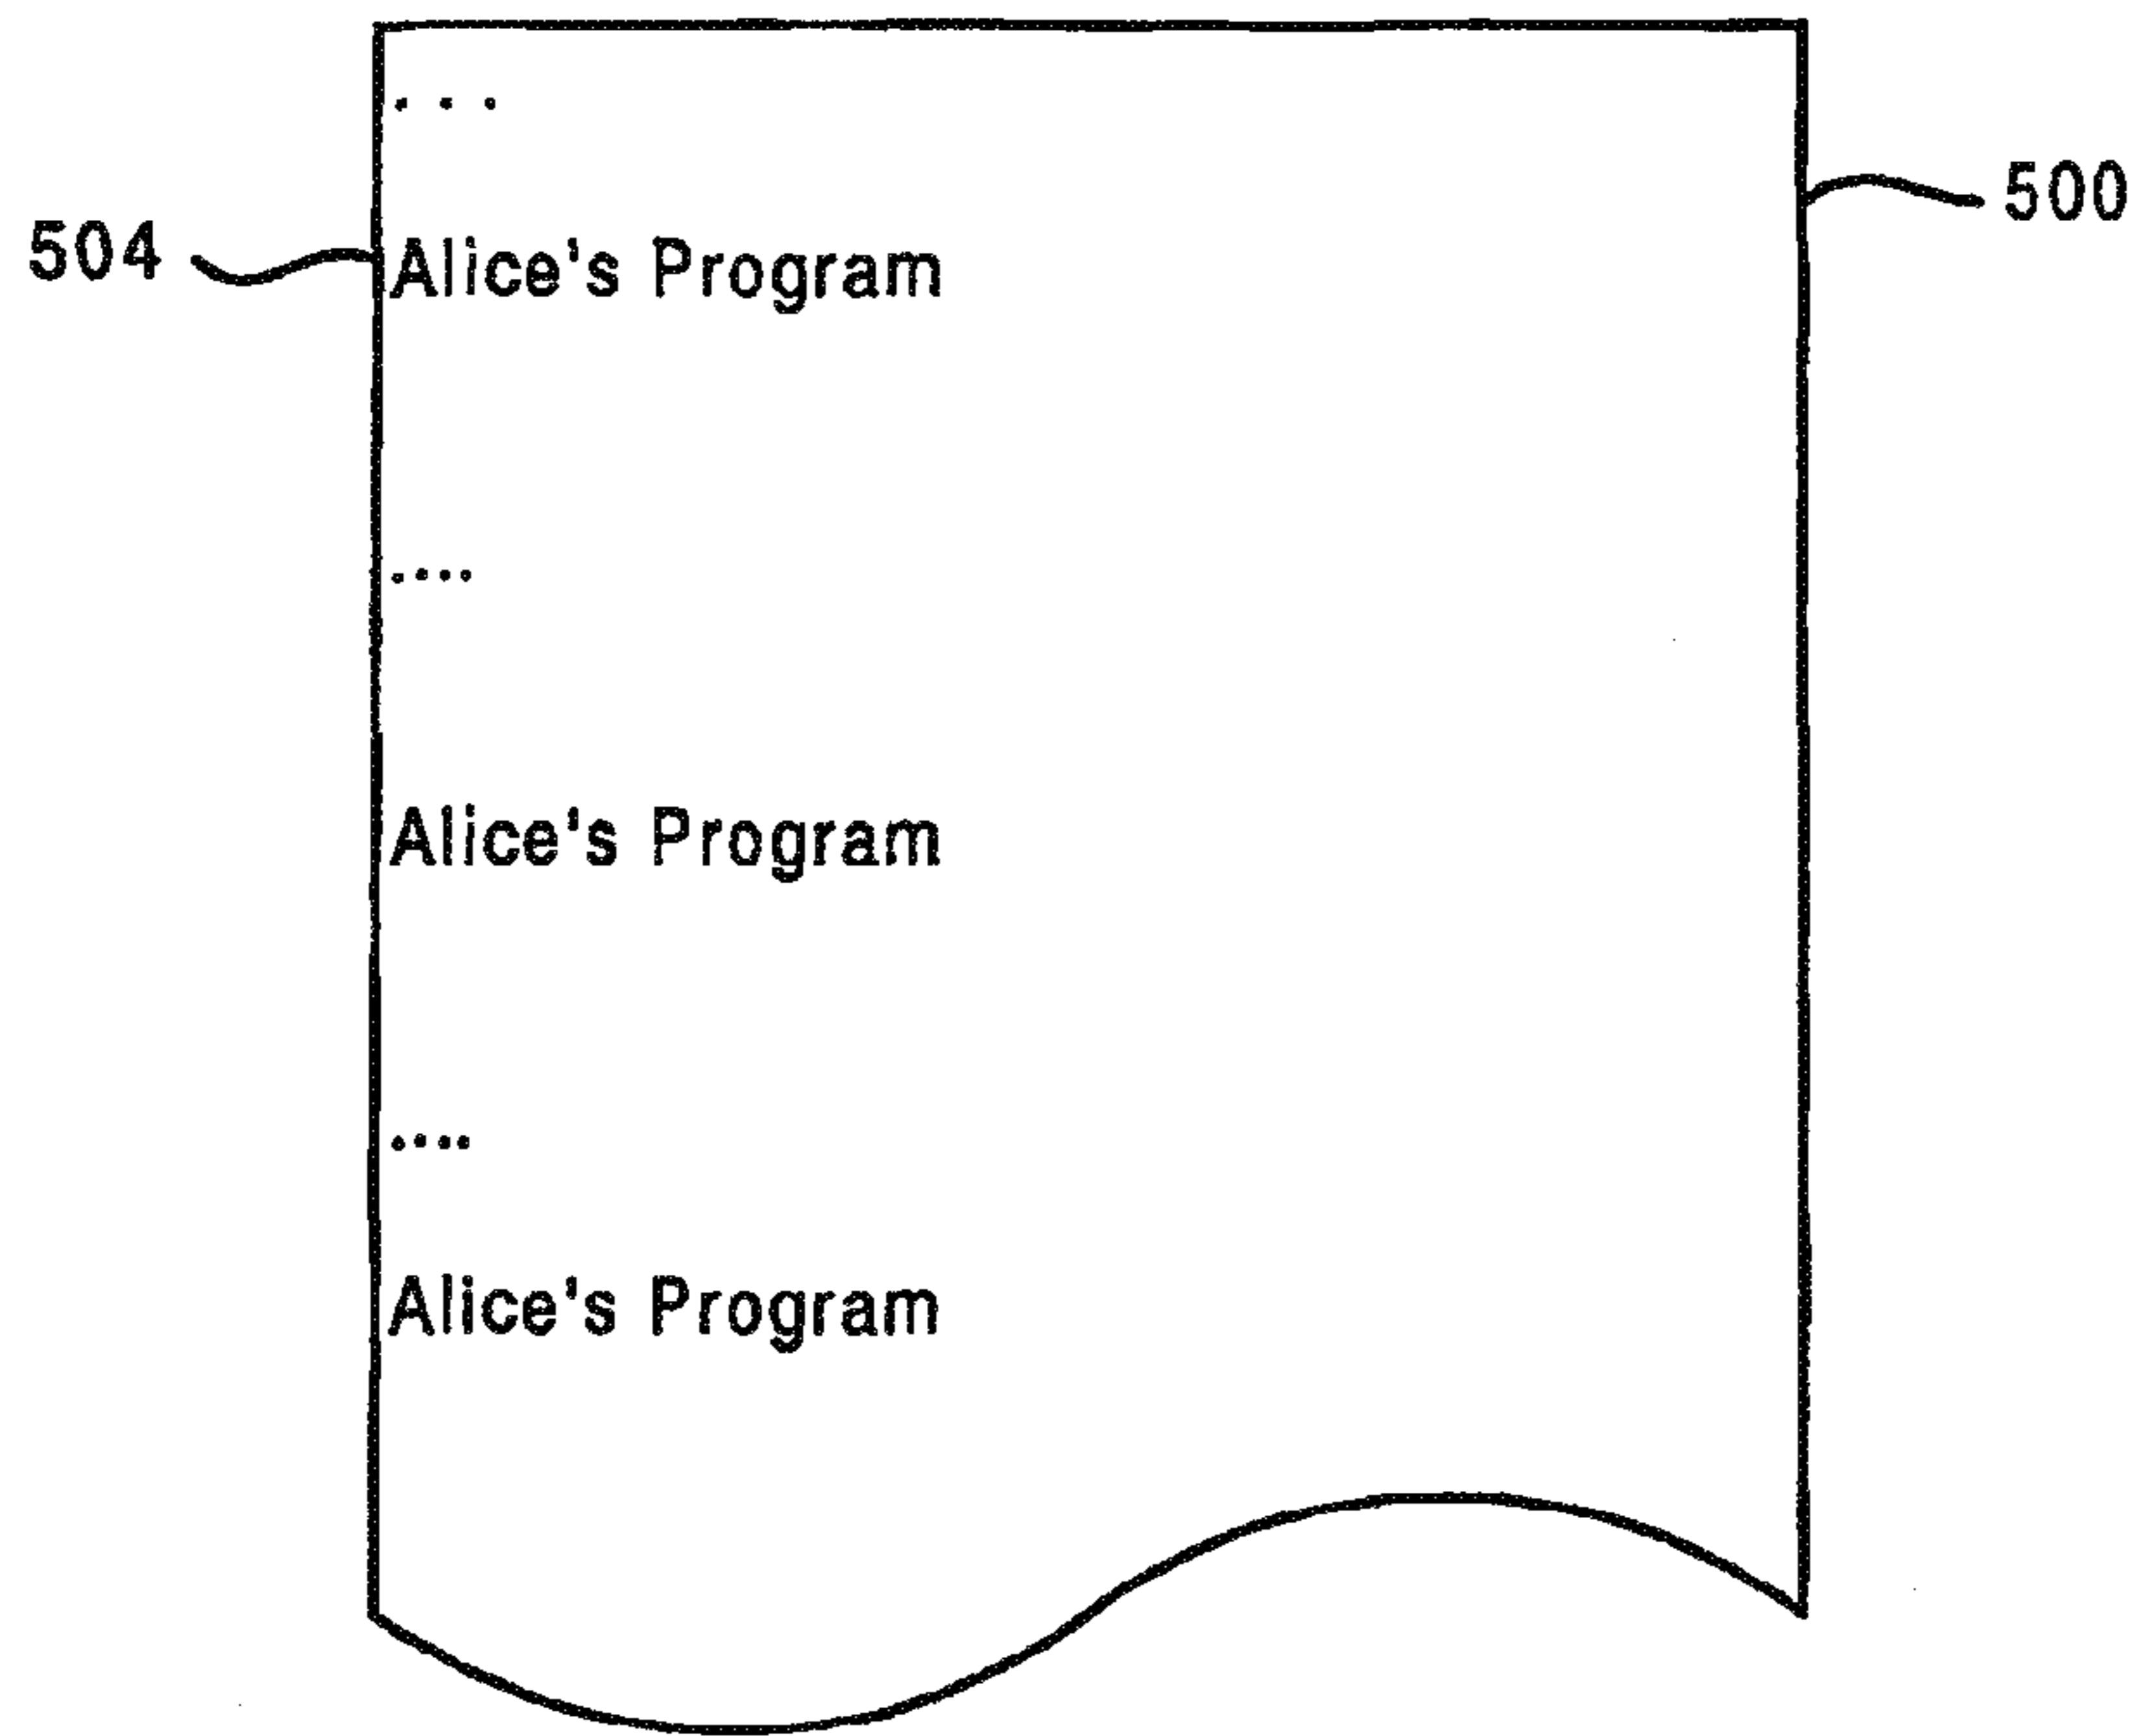 . . .
500
504
Alice's Program
....
Alice's Program
....
Alice's Program